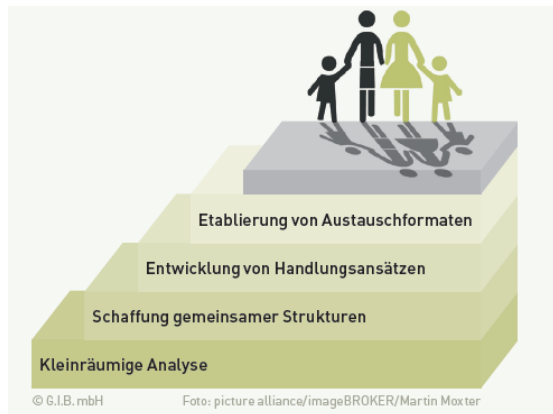 Etablierung von Austauschformaten
Entwicklung von Handlungsansätzen
Schaffung gemeinsamer Strukturen
Kleinräumige Analyse
© G.I.B. mbH Foto: picture alliance/imageBROKER/Martin Moxter